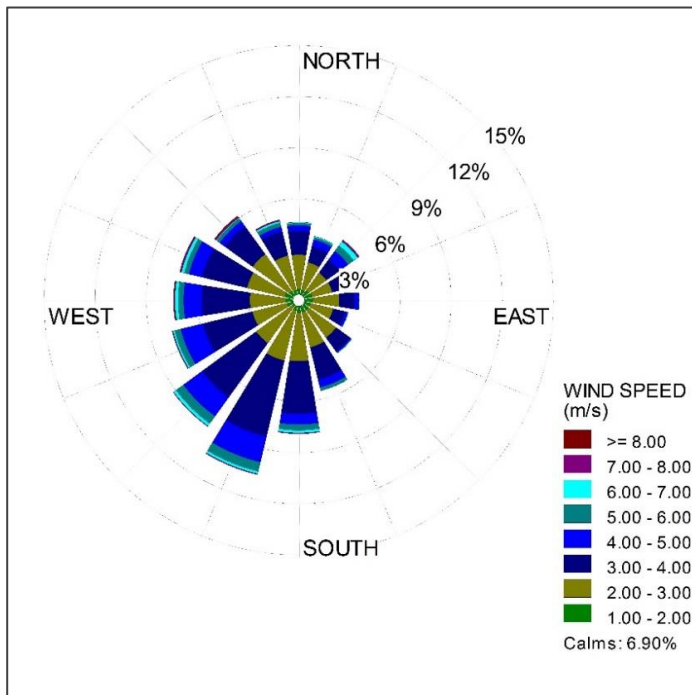 NORTH
15%
12%
9%
6%
3%
WEST
EAST
SOUTH
WIND SPEED
(m/s)
>= 8.00
7.00 - 8.00
6.00 - 7.00
5.00 - 6.00
4.00 - 5.00
3.00 - 4.00
2.00 - 3.00
1.00 - 2.00
Calms: 6.90%